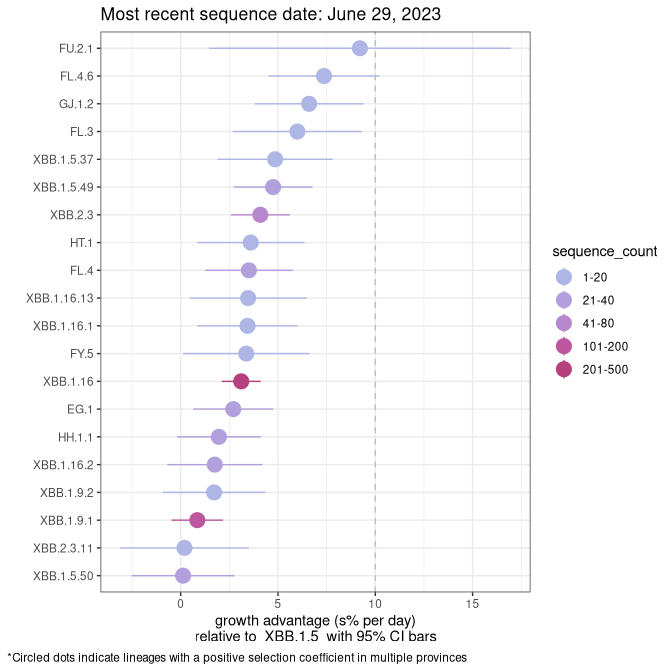 Most recent sequence date: June 29, 2023
FU.2.1
FL.4.6
GJ.1.2
FL.3
XBB.1.5.37
XBB.1.5.49
XBB.2.3
HT.1
FL.4
XBB.1.16.13
XBB.1.16.1
FY.5
XBB.1.16
EG.1
HH.1.1
XBB.1.16.2
XBB.1.9.2
XBB.1.9.1
XBB.2.3.11
XBB.1.5.50
0 5 10 15
growth advantage (s% per day)
relative to XBB.1.5 with 95% CI bars
sequence_count
1-20
21-40
41-80
101-200
201-500
*Circled dots indicate lineages with a positive selection coefficient in multiple provinces